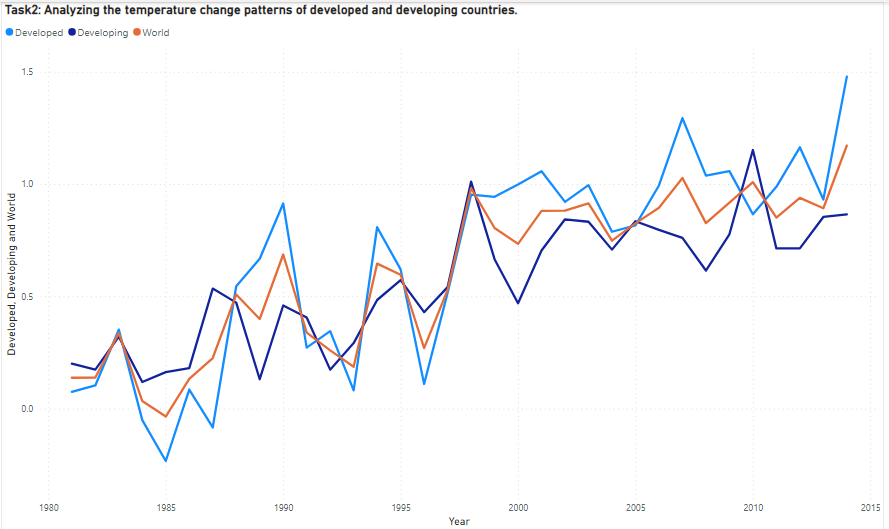 Task2: Analyzing the temperature change patterns of developed and developing countries.
Developed Developing World
1.5
1.0
0.5
0.0
Developed, Developing and World
1980 1985 1990 1995 2000 2005 2010 2015
Year